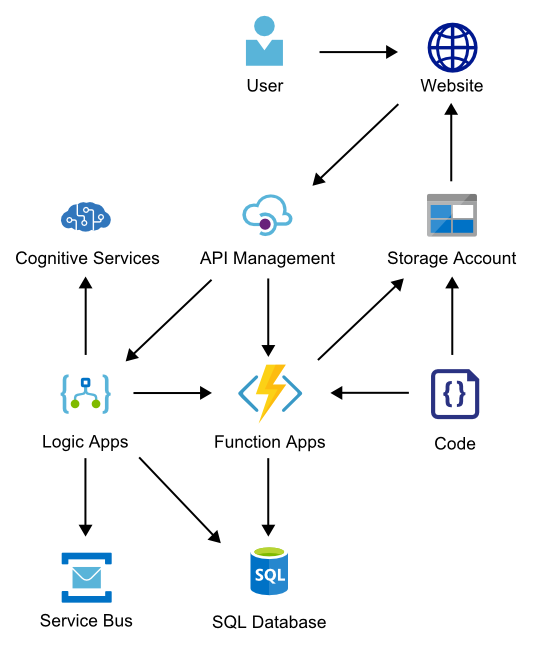 User
Website
Cognitive Services
API Management
Storage Account
Logic Apps
Function Apps
{}
Code
Service Bus
SQL
SQL Database